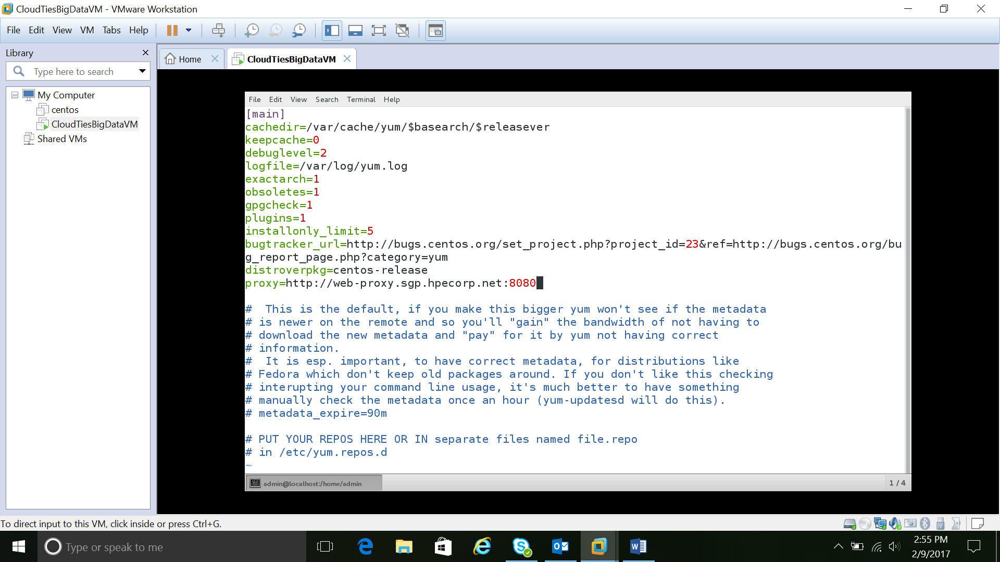 CloudTiesBigDataVM - VMware Workstation
File Edit View VM Tabs Help
Library
Type here to search
My Computer
centos
CloudTiesBigDataVM
Shared VMs
Home
CloudTiesBigDataVM
File Edit View Search Terminal Help
[main]
cachedir=/var/cache/yum/$basearch/$releasever
keepcache=0
debuglevel=2
logfile=/var/log/yum.log
exactarch=1
obsoletes=1
gpgcheck=1
plugins=1
installonly_limit=5
bugtracker_url=http://bugs.centos.org/set_project.php?project_id=23&ref=http://bugs.centos.org/bu
g_report_page.php?category=yum
distroverpkg=centos-release
proxy=http://web-proxy.sgp.hpecorp.net:8080
#  This is the default, if you make this bigger yum won't see if the metadata
# is newer on the remote and so you'll "gain" the bandwidth of not having to
# download the new metadata and "pay" for it by yum not having correct
# information.
#  It is esp. important, to have correct metadata, for distributions like
# Fedora which don't keep old packages around. If you don't like this checking
# interupting your command line usage, it's much better to have something
# manually check the metadata once an hour (yum-updatesd will do this).
# metadata_expire=90m
# PUT YOUR REPOS HERE OR IN separate files named file.repo
# in /etc/yum.repos.d
~
admin@localhost:/home/admin
1 / 4
To direct input to this VM, click inside or press Ctrl+G.
Type or speak to me
2:55 PM
2/9/2017